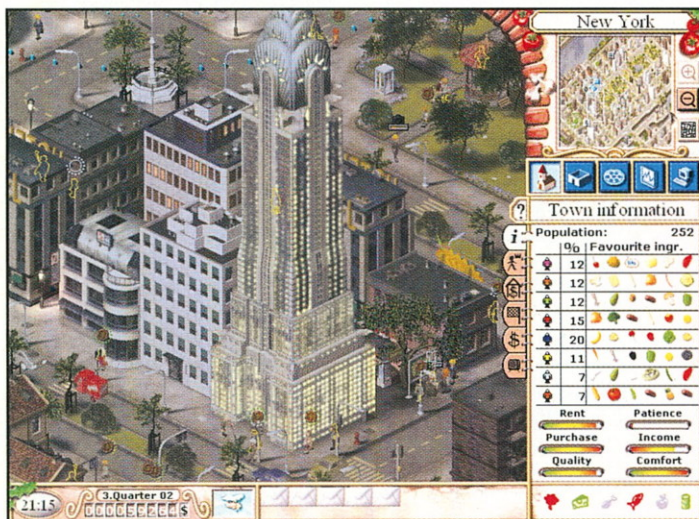 New York
Town information
Population: 252
% Favourite ingr.
12
12
12
15
20
11
7
7
Rent Patience
Purchase Income
Quality Comfort
21:15
3.Quarter 02
$